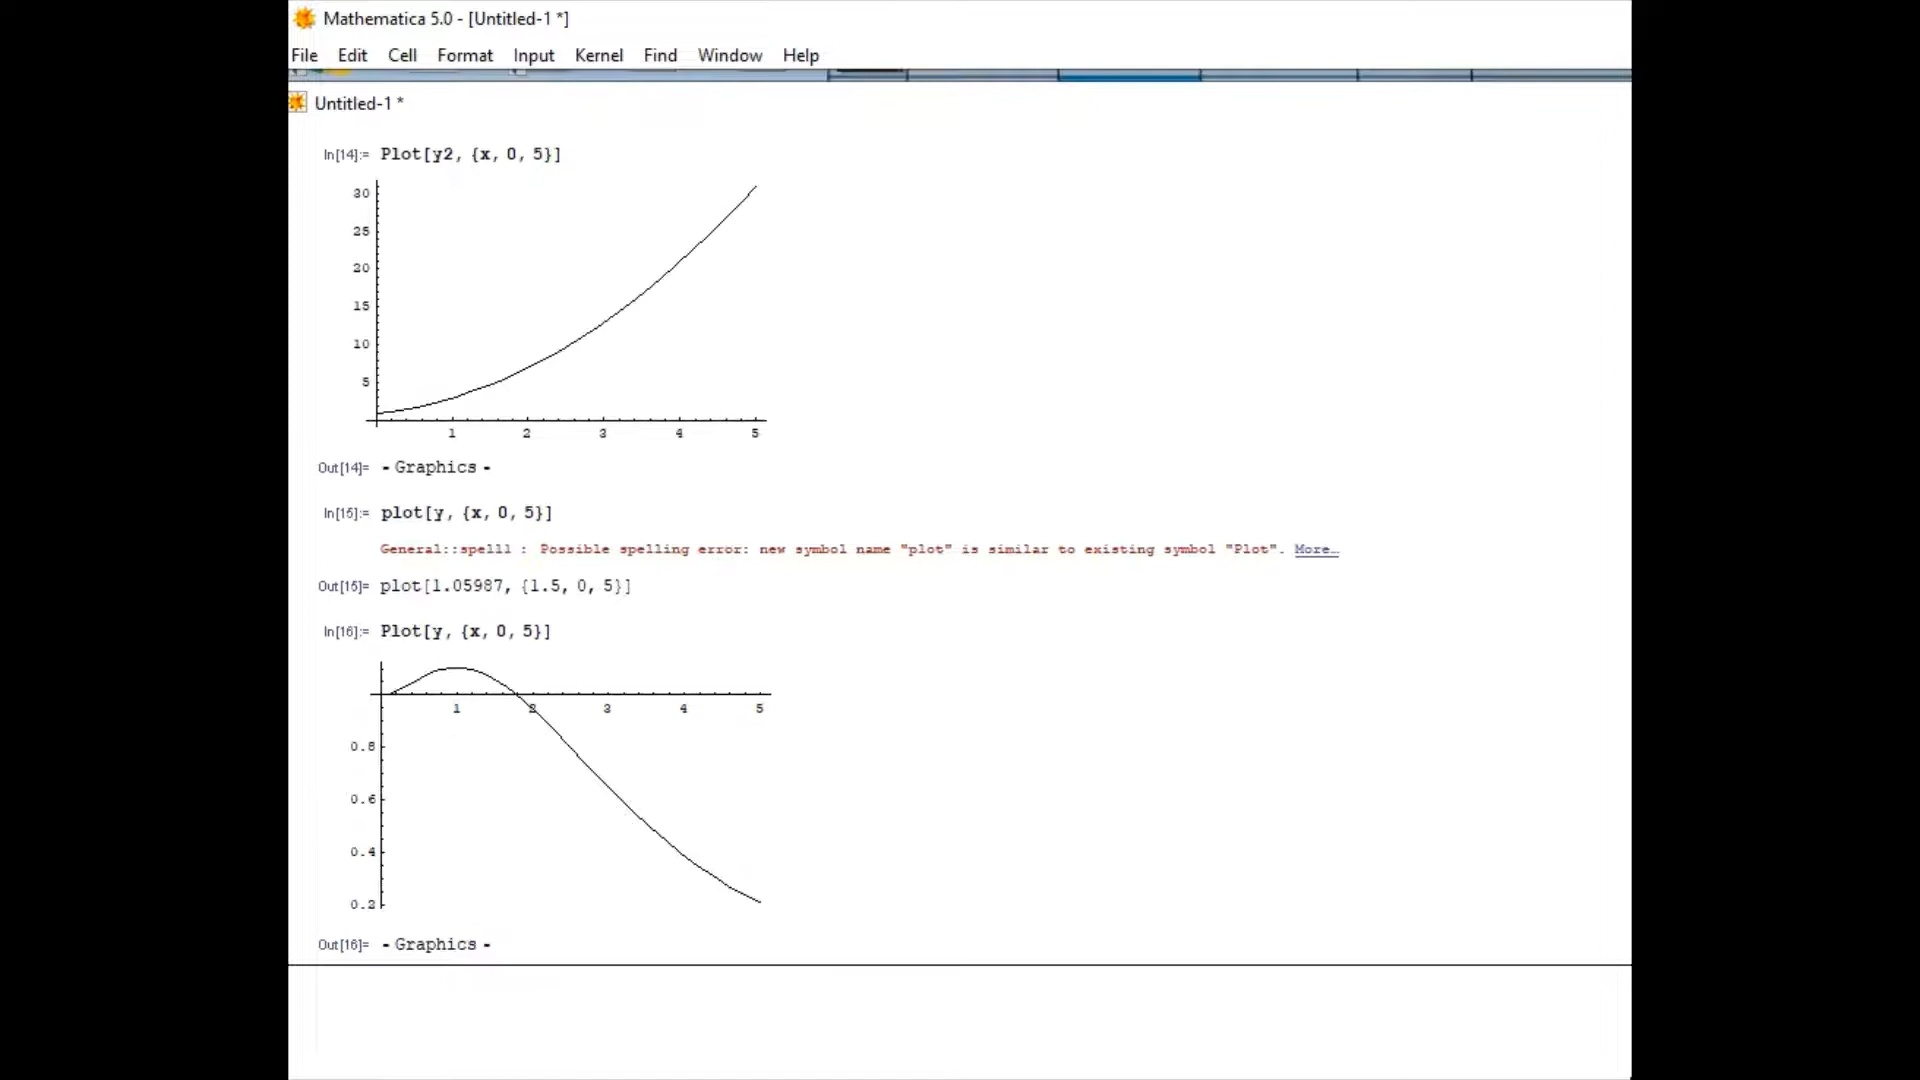 Mathematica 5.0 - [Untitled-1 *]
File Edit Cell Format Input Kernel Find Window Help
Untitled-1 *
In[14]:= Plot[y2, {x, 0, 5}]
30
25
20
15
10
5
1 2 3 4 5
Out[14]= - Graphics -
In[15]:= plot[y, {x, 0, 5}]
General::spell1 : Possible spelling error: new symbol name "plot" is similar to existing symbol "Plot". More…
Out[15]= plot[1.05987, {1.5, 0, 5}]
In[16]:= Plot[y, {x, 0, 5}]
1 2 3 4 5
0.8
0.6
0.4
0.2
Out[16]= - Graphics -